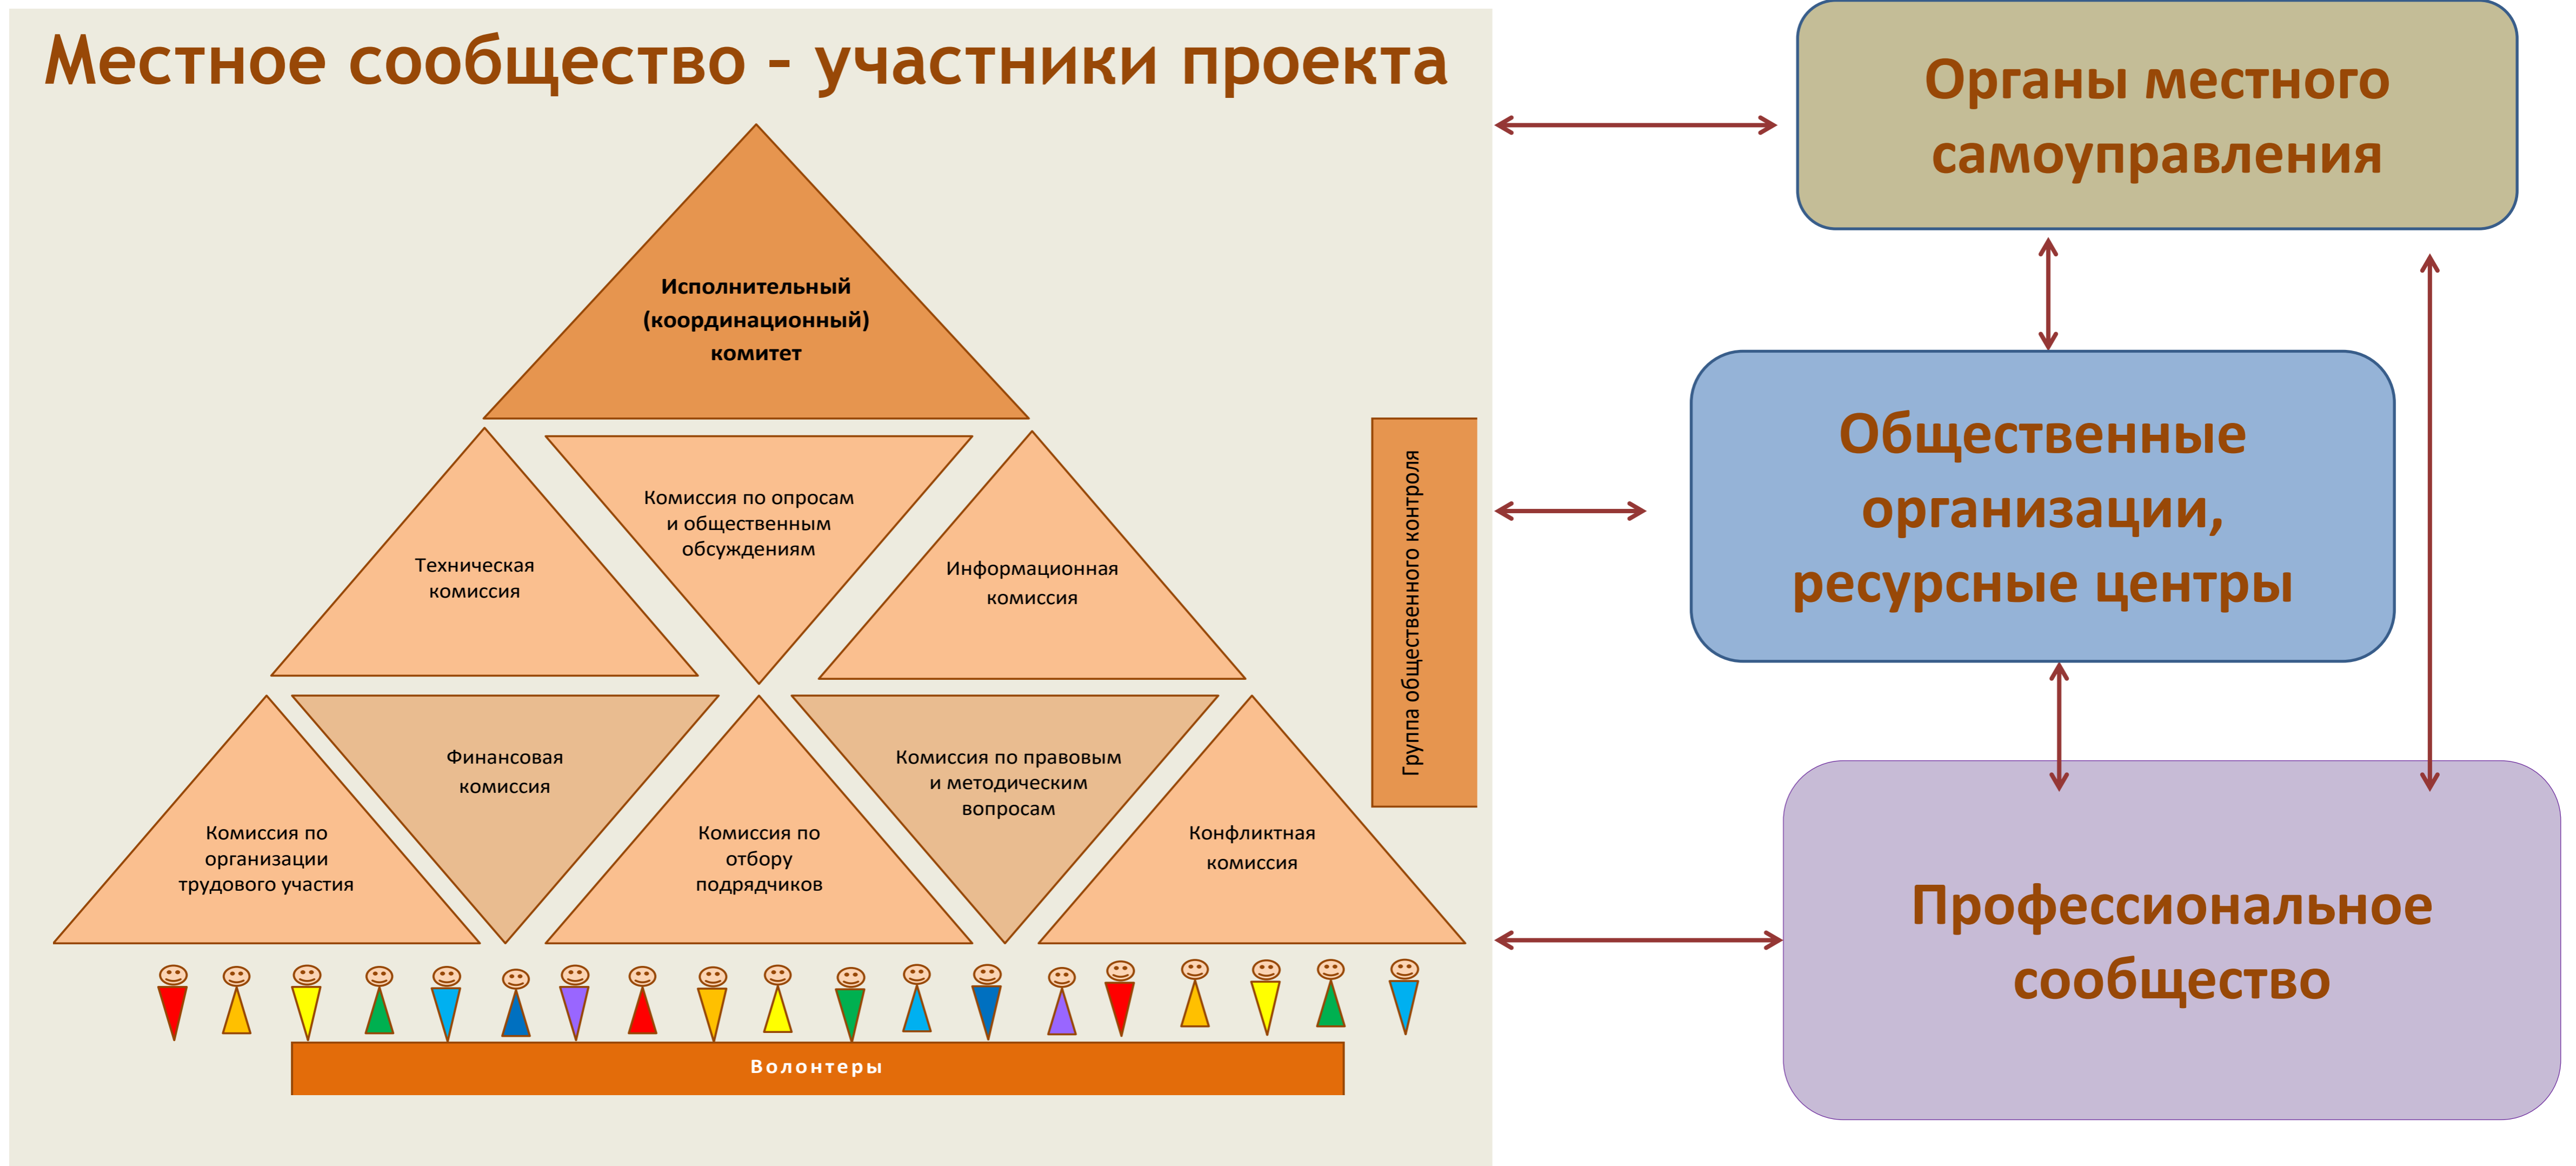 Местное сообщество - участники проекта
Исполнительный
(координационный)
комитет
Техническая
комиссия
Комиссия по опросам
и общественным
обсуждениям
Информационная
комиссия
Группа общественного контроля
Комиссия по
организации
трудового участия
Финансовая
комиссия
Комиссия по
отбору
подрядчиков
Комиссия по правовым
и методическим
вопросам
Конфликтная
комиссия
Волонтеры
Органы местного
самоуправления
Общественные
организации,
ресурсные центры
Профессиональное
сообщество